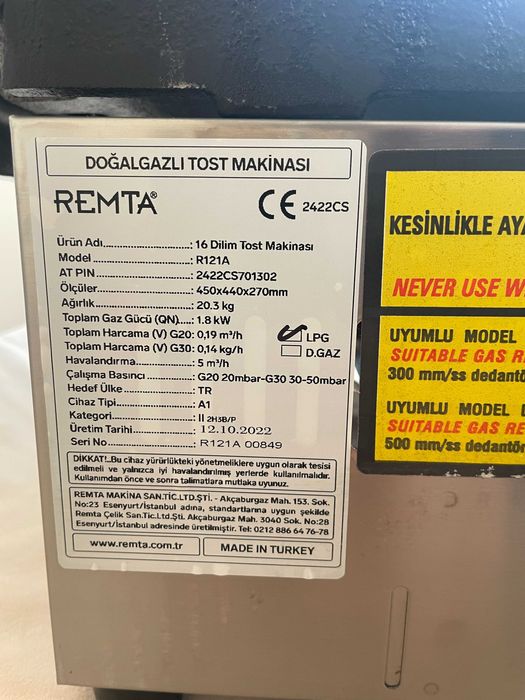 DOĞALGAZLI TOST MAKİNASI
REMTA®
CE 2422CS
Ürün Adı..............................: 16 Dilim Tost Makinası
Model..................................: R121A
AT PIN.................................: 2422CS701302
Ölçüler................................: 450x440x270mm
Ağırlık.................................: 20.3 kg
Toplam Gaz Gücü (QN)....: 1.8 kW
Toplam Harcama (V) G20: 0,19 m³/h
Toplam Harcama (V) G30: 0,14 kg/h
LPG
D.GAZ
Havalandırma....................: 5 m³/h
Çalışma Basıncı..................: G20 20mbar-G30 30-50mbar
Hedef Ülke.........................: TR
Cihaz Tipi...........................: A1
Kategori..............................: II 2H3B/P
Üretim Tarihi.....................: 12.10.2022
Seri No................................: R121A 00849
DİKKAT!..Bu cihaz yürürlükteki yönetmeliklere uygun olarak tesisi
edilmeli ve yalnızca iyi havalandırılmış yerlerde kullanılmalıdır.
Kullanımdan önce ve sonra talimatlara mutlaka uyunuz.
REMTA MAKİNA SAN.TİC.LTD.ŞTİ. - Akçaburgaz Mah. 153. Sok.
No:23 Esenyurt/İstanbul adına, standartlarına uygun şekilde
Remta Çelik San.Tic.Ltd.Şti. Akçaburgaz Mah. 3040 Sok. No:28
Esenyurt/İstanbul adresinde üretilmiştir. Tel: 0212 886 64 76-78
www.remta.com.tr
MADE IN TURKEY
KESİNLİKLE
NEVER USE
UYUMLU MODEL
SUITABLE GAS
300 mm/ss
UYUMLU MODEL
SUITABLE GAS
500 mm/ss